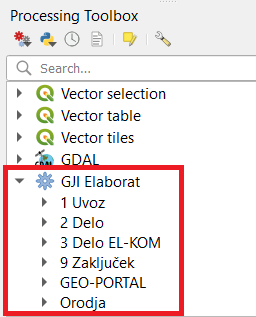 Processing Toolbox
Search...
Vector selection
Vector table
Vector tiles
GDAL
GJI Elaborat
1 Uvoz
2 Delo
3 Delo EL-KOM
9 Zaključek
GEO-PORTAL
Orodja